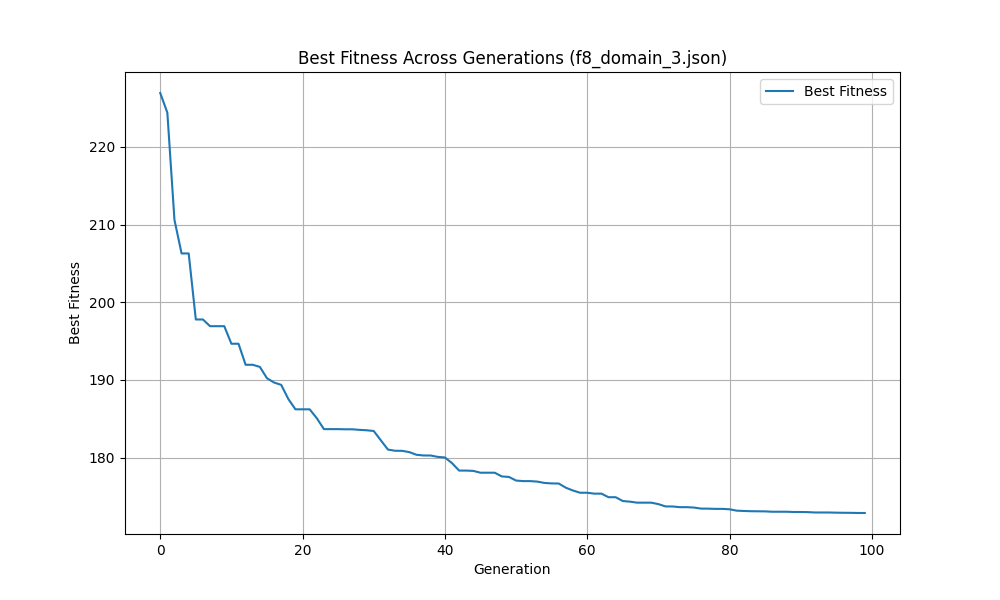 Best Fitness Across Generations (f8_domain_3.json)
Best Fitness
220
210
200
190
180
Best Fitness
0 20 40 60 80 100
Generation